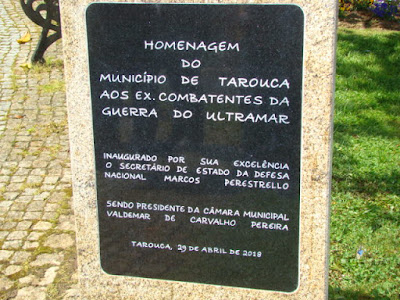 HOMENAGEM
DO
MUNICÍPIO DE TAROUCA
AOS EX. COMBATENTES DA
GUERRA DO ULTRAMAR
INAUGURADO POR SUA EXCELÊNCIA
O SECRETÁRIO DE ESTADO DA DEFESA
NACIONAL MARCOS PERESTRELLO
SENDO PRESIDENTE DA CÂMARA MUNICIPAL
VALDEMAR DE CARVALHO PEREIRA
TAROUCA, 29 DE ABRIL DE 2018